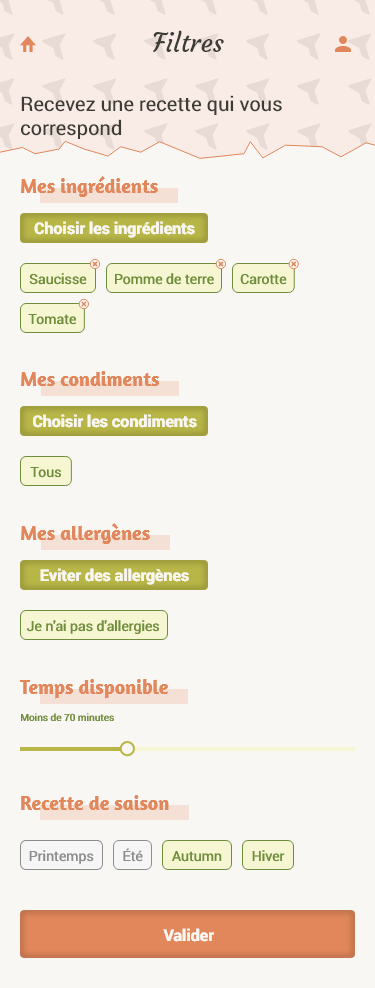 Filtres
Recevez une recette qui vous
correspond
Mes ingrédients
Choisir les ingrédients
Saucisse Pomme de terre Carotte
Tomate
Mes condiments
Choisir les condiments
Tous
Mes allergènes
Eviter des allergènes
Je n'ai pas d'allergies
Temps disponible
Moins de 70 minutes
Recette de saison
Printemps Été Autumn Hiver
Valider